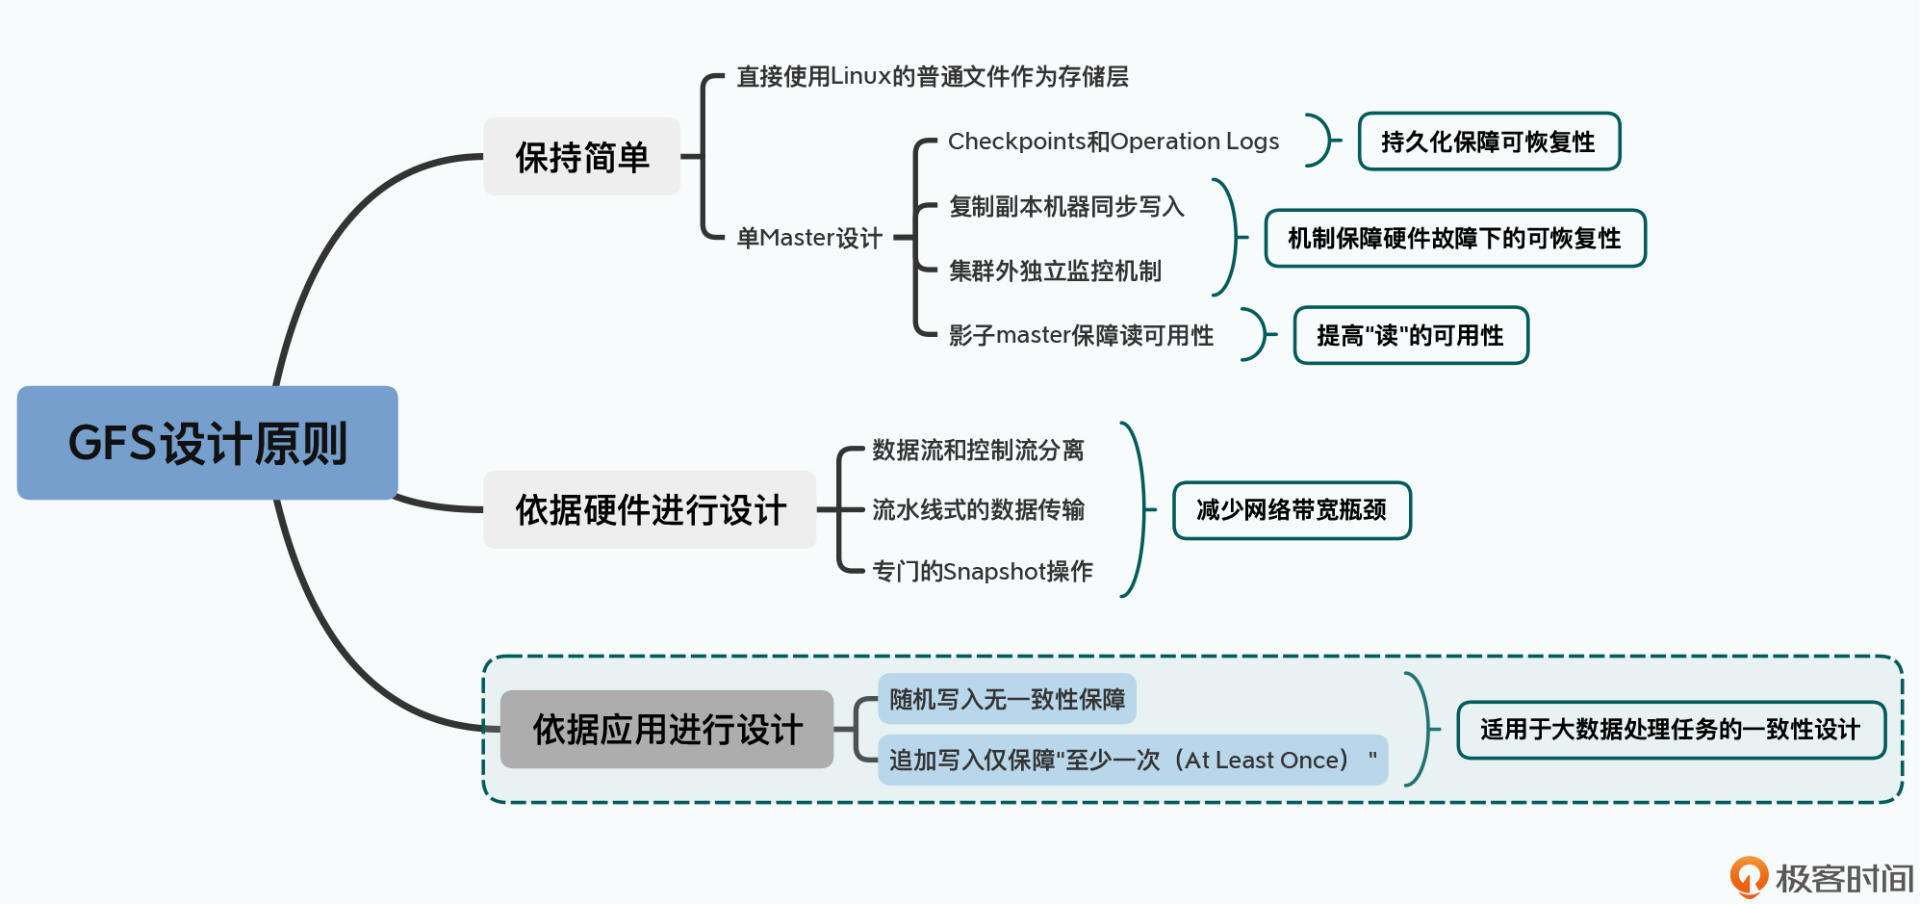 GFS设计原则
保持简单
直接使用Linux的普通文件作为存储层
单Master设计
Checkpoints和Operation Logs
持久化保障可恢复性
复制副本机器同步写入
集群外独立监控机制
机制保障硬件故障下的可恢复性
影子master保障读可用性
提高"读"的可用性
依据硬件进行设计
数据流和控制流分离
流水线式的数据传输
专门的Snapshot操作
减少网络带宽瓶颈
依据应用进行设计
随机写入无一致性保障
追加写入仅保障"至少一次（At Least Once） "
适用于大数据处理任务的一致性设计
极客时间